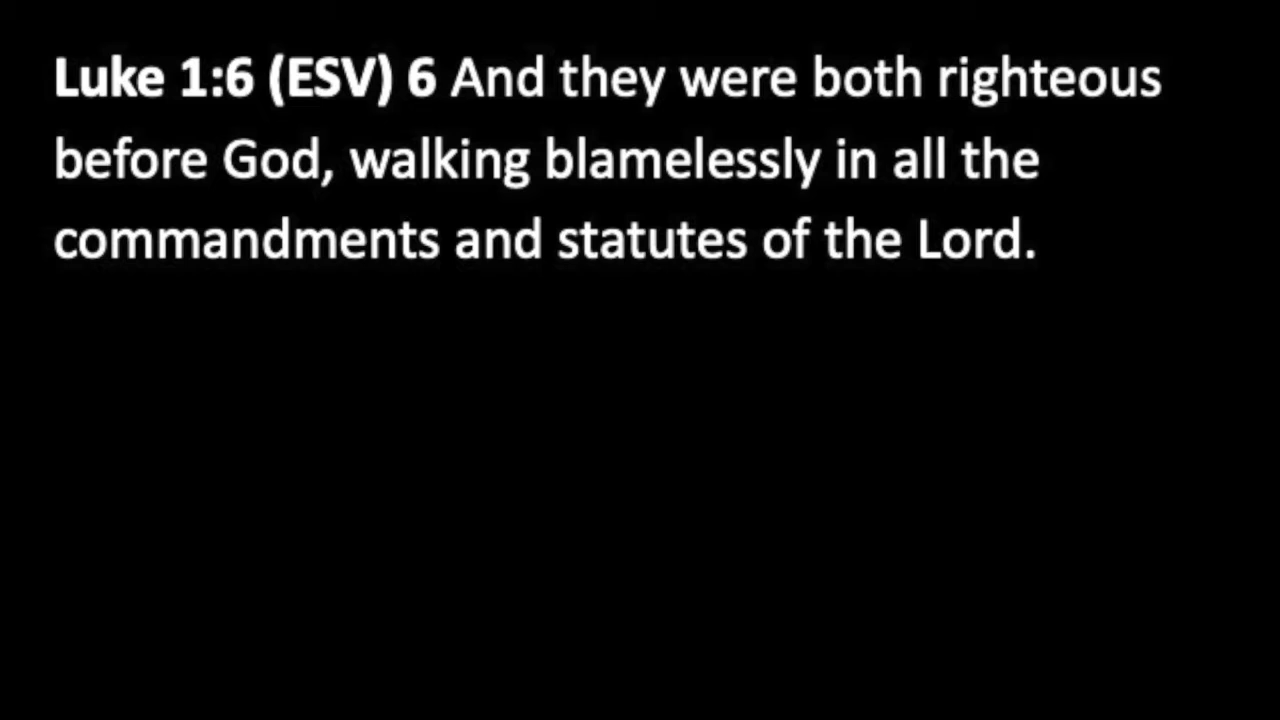 Luke 1:6 (ESV) 6 And they were both righteous
before God, walking blamelessly in all the
commandments and statutes of the Lord.